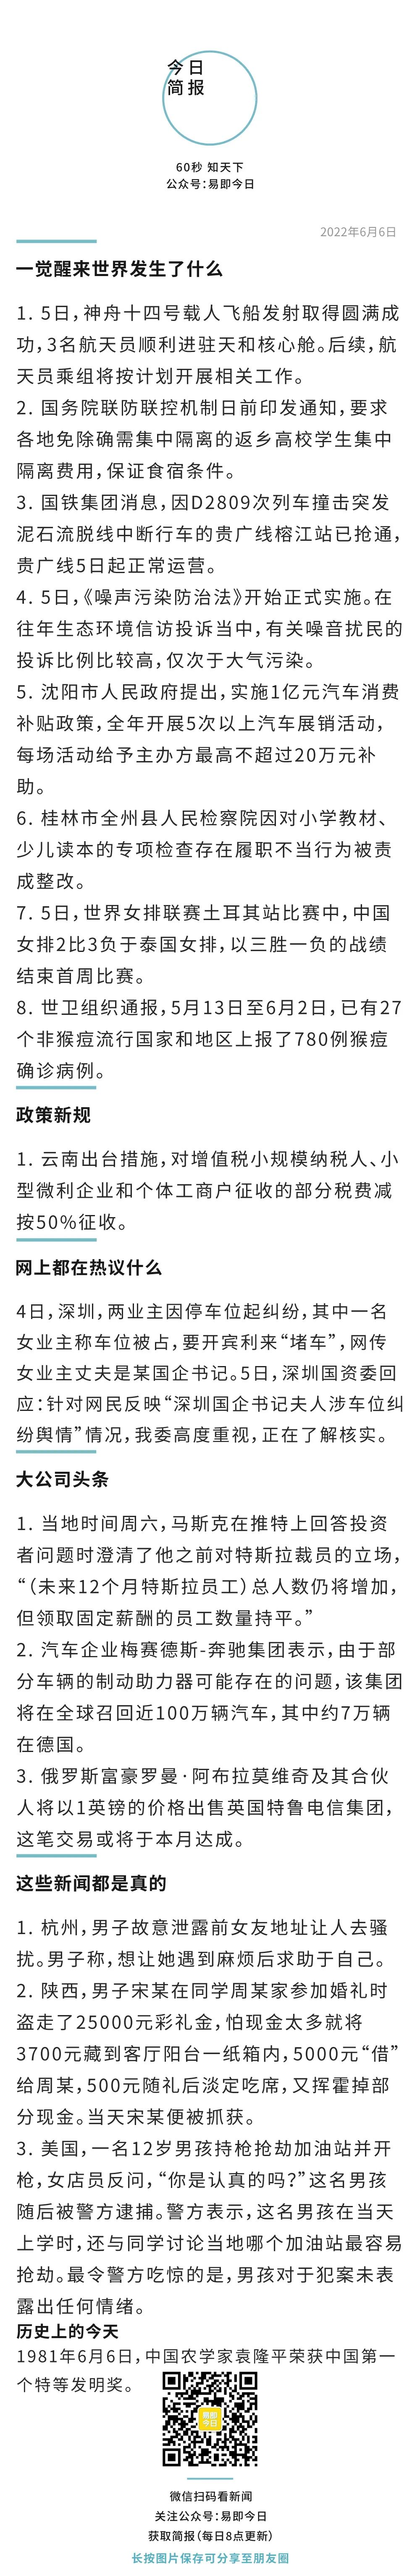 今日
简报
60秒 知天下
公众号：易即今日
2022年6月6日
一觉醒来世界发生了什么
1. 5日，神舟十四号载人飞船发射取得圆满成
功，3名航天员顺利进驻天和核心舱。后续，航
天员乘组将按计划开展相关工作。
2. 国务院联防联控机制日前印发通知，要求
各地免除确需集中隔离的返乡高校学生集中
隔离费用，保证食宿条件。
3. 国铁集团消息，因D2809次列车撞击突发
泥石流脱线中断行车的贵广线榕江站已抢通，
贵广线5日起正常运营。
4. 5日，《噪声污染防治法》开始正式实施。在
往年生态环境信访投诉当中，有关噪音扰民的
投诉比例比较高，仅次于大气污染。
5. 沈阳市人民政府提出，实施1亿元汽车消费
补贴政策，全年开展5次以上汽车展销活动，
每场活动给予主办方最高不超过20万元补
助。
6. 桂林市全州县人民检察院因对小学教材、
少儿读本的专项检查存在履职不当行为被责
成整改。
7. 5日，世界女排联赛土耳其站比赛中，中国
女排2比3负于泰国女排，以三胜一负的战绩
结束首周比赛。
8. 世卫组织通报，5月13日至6月2日，已有27
个非猴痘流行国家和地区上报了780例猴痘
确诊病例。
政策新规
1. 云南出台措施，对增值税小规模纳税人、小
型微利企业和个体工商户征收的部分税费减
按50%征收。
网上都在热议什么
4日，深圳，两业主因停车位起纠纷，其中一名
女业主称车位被占，要开宾利来“堵车”，网传
女业主丈夫是某国企书记。5日，深圳国资委回
应：针对网民反映“深圳国企书记夫人涉车位纠
纷舆情”情况，我委高度重视，正在了解核实。
大公司头条
1. 当地时间周六，马斯克在推特上回答投资
者问题时澄清了他之前对特斯拉裁员的立场，
“（未来12个月特斯拉员工）总人数仍将增加，
但领取固定薪酬的员工数量持平。”
2. 汽车企业梅赛德斯-奔驰集团表示，由于部
分车辆的制动助力器可能存在的问题，该集团
将在全球召回近100万辆汽车，其中约7万辆
在德国。
3. 俄罗斯富豪罗曼·阿布拉莫维奇及其合伙
人将以1英镑的价格出售英国特鲁电信集团，
这笔交易或将于本月达成。
这些新闻都是真的
1. 杭州，男子故意泄露前女友地址让人去骚
扰。男子称，想让她遇到麻烦后求助于自己。
2. 陕西，男子宋某在同学周某家参加婚礼时
盗走了25000元彩礼金，怕现金太多就将
3700元藏到客厅阳台一纸箱内，5000元“借”
给周某，500元随礼后淡定吃席，又挥霍掉部
分现金。当天宋某便被抓获。
3. 美国，一名12岁男孩持枪抢劫加油站并开
枪，女店员反问，“你是认真的吗？”这名男孩
随后被警方逮捕。警方表示，这名男孩在当天
上学时，还与同学讨论当地哪个加油站最容易
抢劫。最令警方吃惊的是，男孩对于犯案未表
露出任何情绪。
历史上的今天
1981年6月6日，中国农学家袁隆平荣获中国第一
个特等发明奖。
易即
今日
微信扫码看新闻
关注公众号：易即今日
获取简报（每日8点更新）
长按图片保存可分享至朋友圈